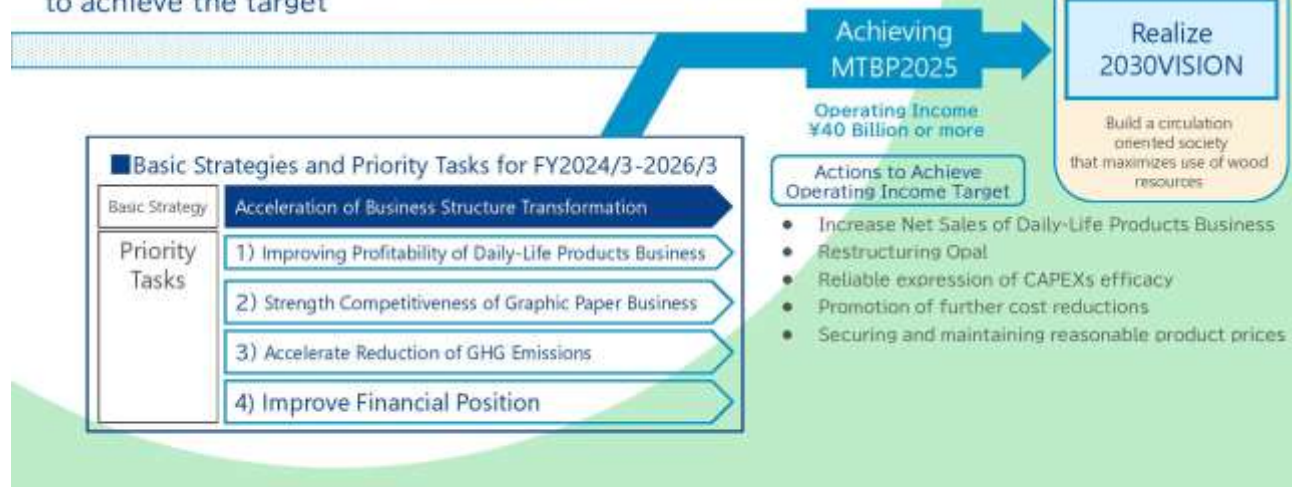 to achieve the target
Achieving
MTBP2025
Realize
2030VISION
Operating Income
¥40 Billion or more
Build a circulation
oriented society
that maximizes use of wood
resources
■Basic Strategies and Priority Tasks for FY2024/3-2026/3
Basic Strategy
Acceleration of Business Structure Transformation
Priority
Tasks
1) Improving Profitability of Daily-Life Products Business
2) Strength Competitiveness of Graphic Paper Business
3) Accelerate Reduction of GHG Emissions
4) Improve Financial Position
Actions to Achieve
Operating Income Target
● Increase Net Sales of Daily-Life Products Business
● Restructuring Opal
● Reliable expression of CAPEXs efficacy
● Promotion of further cost reductions
● Securing and maintaining reasonable product prices